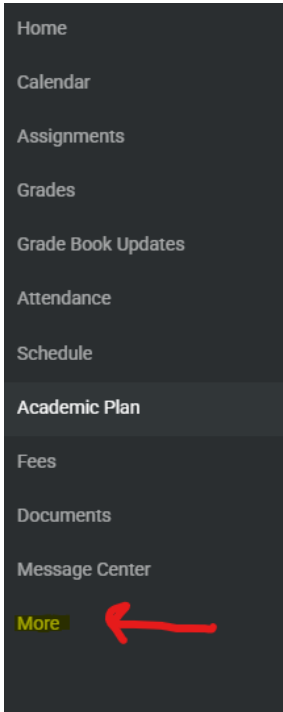 Home
Calendar
Assignments
Grades
Grade Book Updates
Attendance
Schedule
Academic Plan
Fees
Documents
Message Center
More